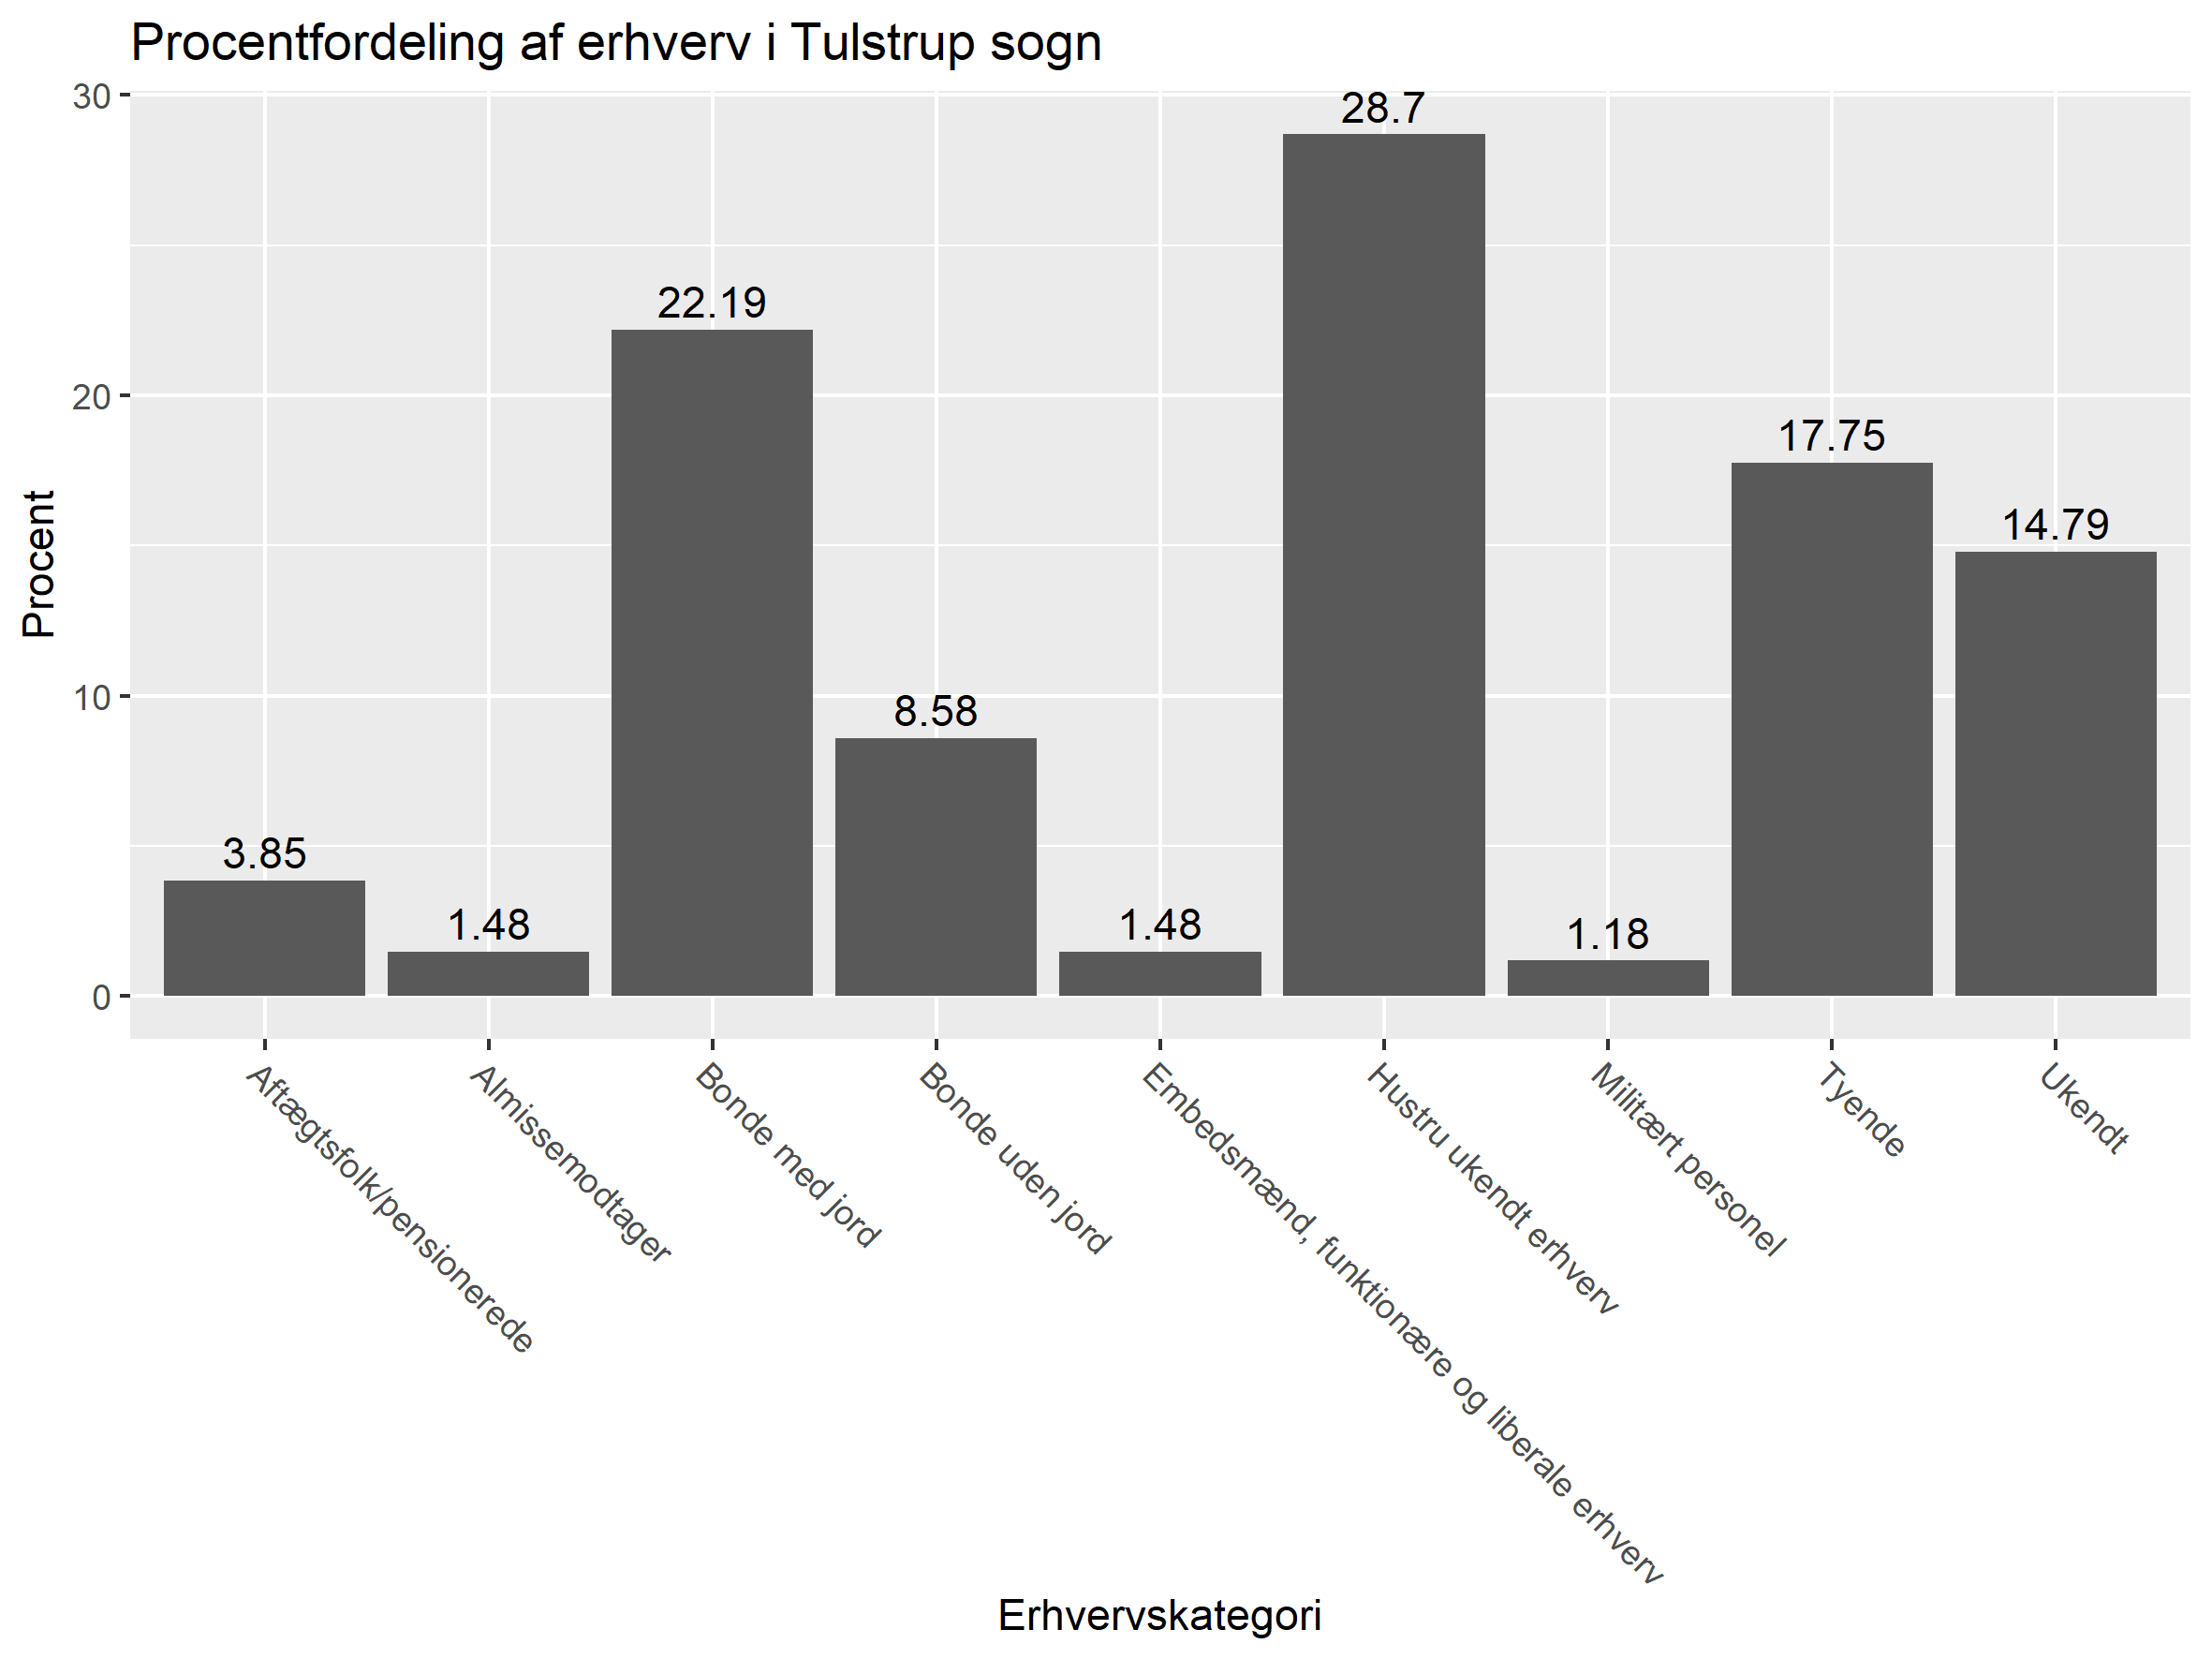 Procentfordeling af erhverv i Tulstrup sogn
Procent
30
20
10
0
3.85
1.48
22.19
8.58
1.48
28.7
1.18
17.75
14.79
Aftægtsfolk/pensionerede
Almissemodtager
Bonde med jord
Bonde uden jord
Embedsmænd, funktionære og liberale erhverv
Hustru ukendt erhverv
Militært personel
Tyende
Ukendt
Erhvervskategori